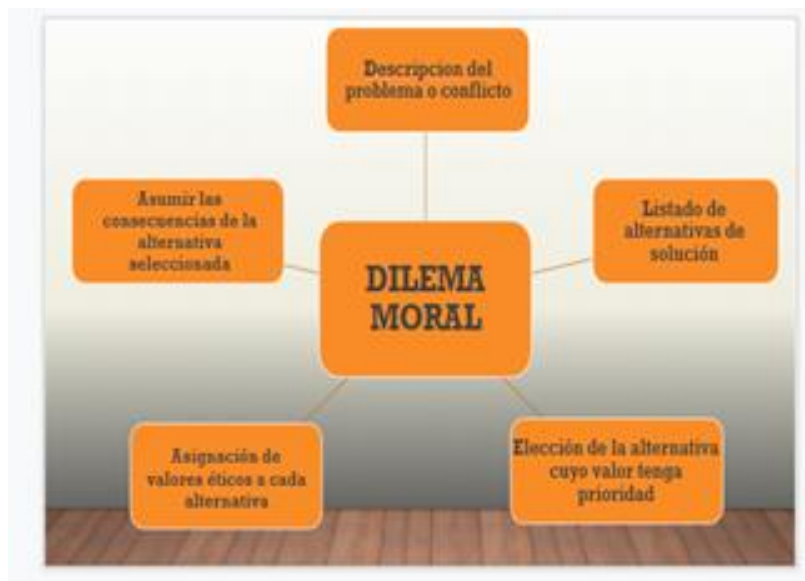 Descripcion del
problema o conflicto
Asumir las
consecuencias de la
alternativa
seleccionada
Listado de
alternativas de
solución
DILEMA
MORAL
Asignación de
valores éticos a cada
alternativa
Elección de la alternativa
cuyo valor tenga
prioridad